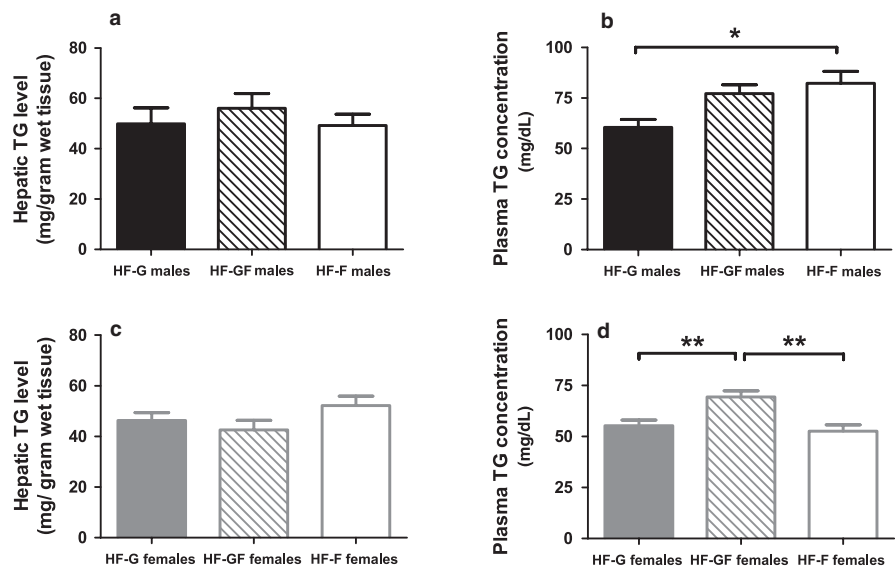 a
Hepatic TG level
(mg/gram wet tissue)
80
60
40
20
0
HF-G males HF-GF males HF-F males
b
*
Plasma TG concentration
(mg/dL)
100
75
50
25
0
HF-G males HF-GF males HF-F males
c
Hepatic TG level
(mg/ gram wet tissue)
80
60
40
20
0
HF-G females HF-GF females HF-F females
d
** **
Plasma TG concentration
(mg/dL)
100
75
50
25
0
HF-G females HF-GF females HF-F females